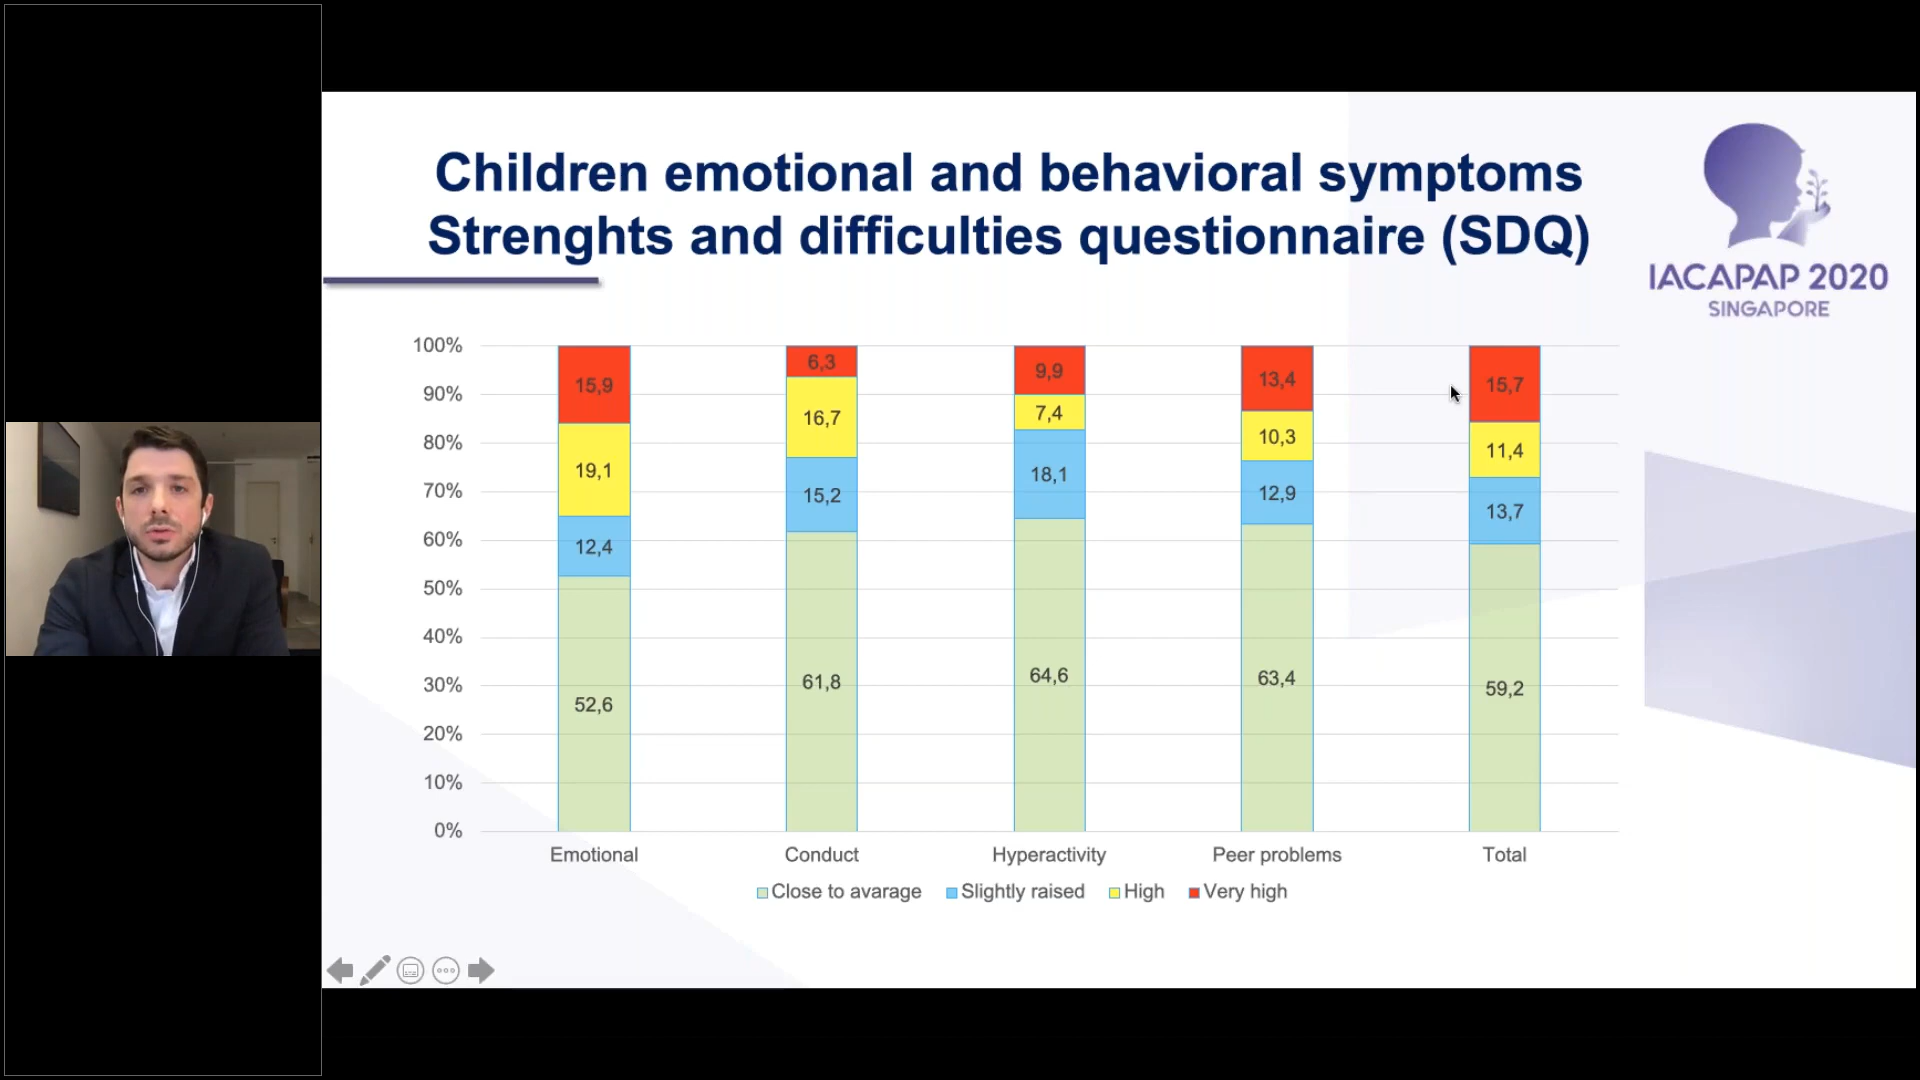 Children emotional and behavioral symptoms
Strenghts and difficulties questionnaire (SDQ)
IACAPAP 2020
SINGAPORE
100%
90%
80%
70%
60%
50%
40%
30%
20%
10%
0%
15,9
19,1
12,4
52,6
6,3
16,7
15,2
61,8
9,9
7,4
18,1
64,6
13,4
10,3
12,9
63,4
15,7
11,4
13,7
59,2
Emotional
Conduct
Hyperactivity
Peer problems
Total
Close to avarage
Slightly raised
High
Very high